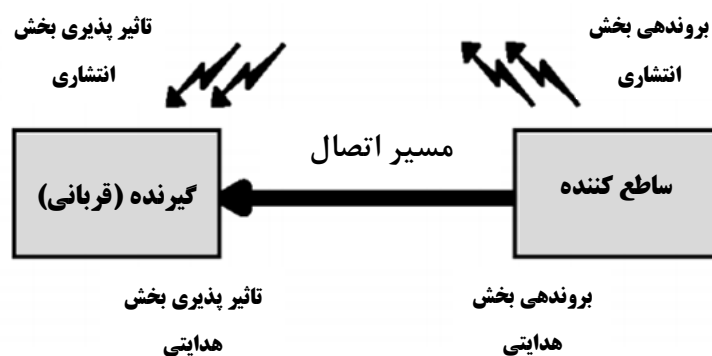 بروندهی بخش
انتشاری
تاثیر پذیری بخش
انتشاری
ساطع کننده
مسیر اتصال
گیرنده (قربانی)
بروندهی بخش
هدایتی
تاثیر پذیری بخش
هدایتی